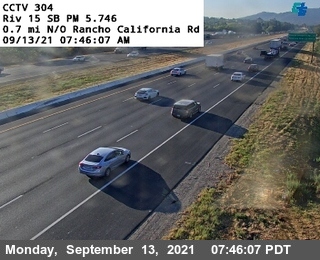 CCTV 304
Riv 15 SB PM 5.746
0.7 mi N/O Rancho California Rd
09/13/21 07:46:07 AM
Monday, September 13, 2021 07:46:07 PDT